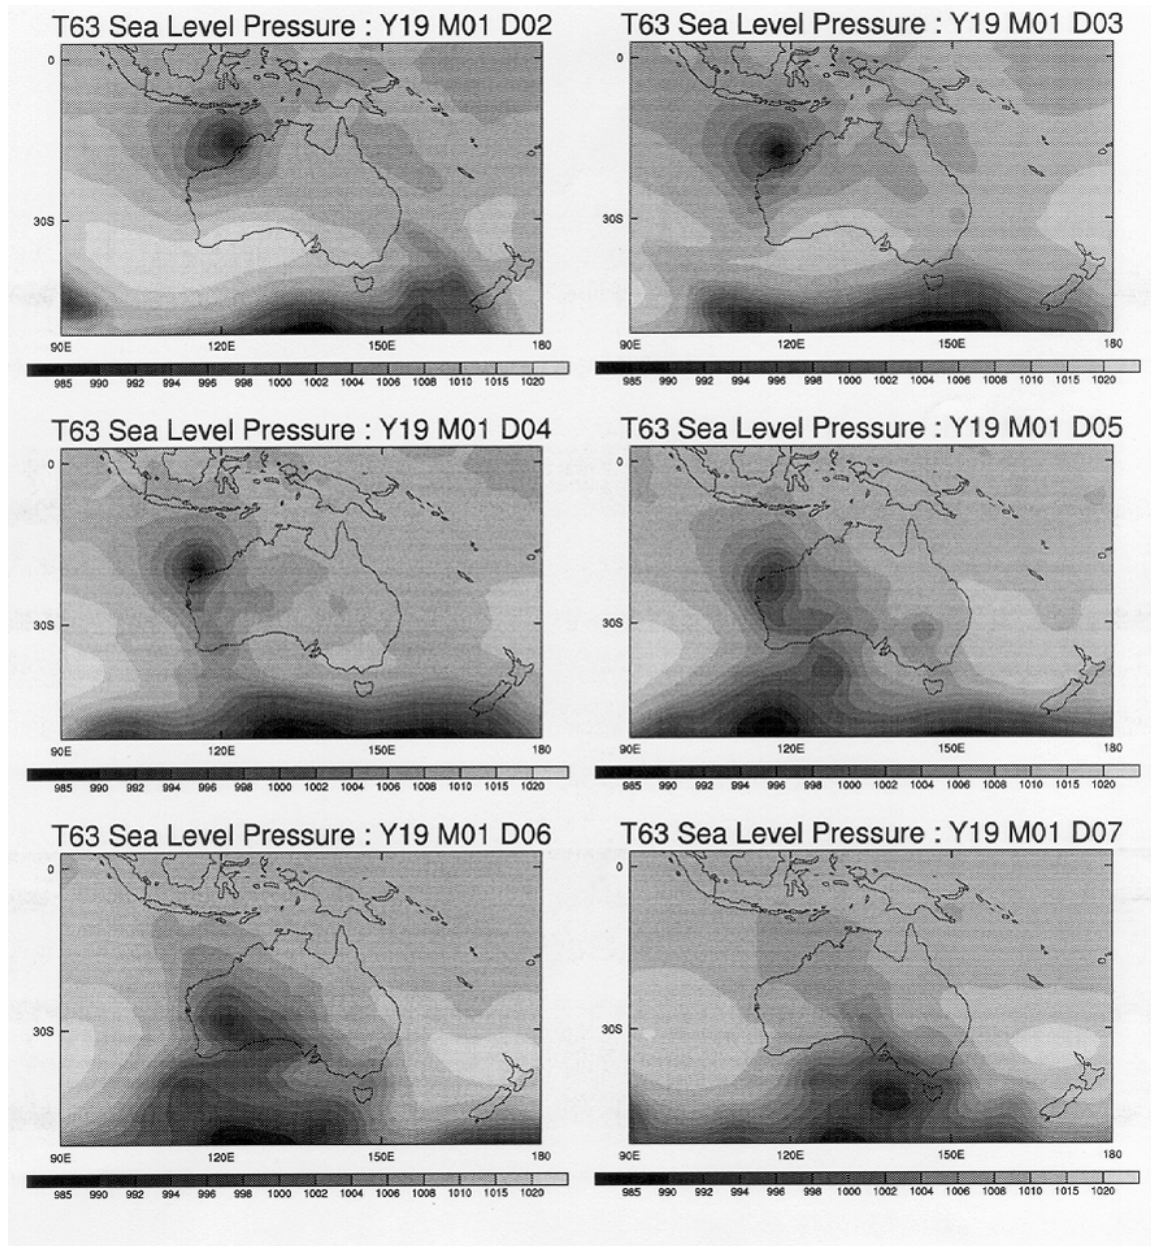 T63 Sea Level Pressure : Y19 M01 D02
0
30S
90E 120E 150E 180
985 990 992 994 996 998 1000 1002 1004 1006 1008 1010 1015 1020
T63 Sea Level Pressure : Y19 M01 D03
0
30S
90E 120E 150E 180
985 990 992 994 996 998 1000 1002 1004 1006 1008 1010 1015 1020
T63 Sea Level Pressure : Y19 M01 D04
0
30S
90E 120E 150E 180
985 990 992 994 996 998 1000 1002 1004 1006 1008 1010 1015 1020
T63 Sea Level Pressure : Y19 M01 D05
0
30S
90E 120E 150E 180
985 990 992 994 996 998 1000 1002 1004 1006 1008 1010 1015 1020
T63 Sea Level Pressure : Y19 M01 D06
0
30S
90E 120E 150E 180
985 990 992 994 996 998 1000 1002 1004 1006 1008 1010 1015 1020
T63 Sea Level Pressure : Y19 M01 D07
0
30S
90E 120E 150E 180
985 990 992 994 996 998 1000 1002 1004 1006 1008 1010 1015 1020